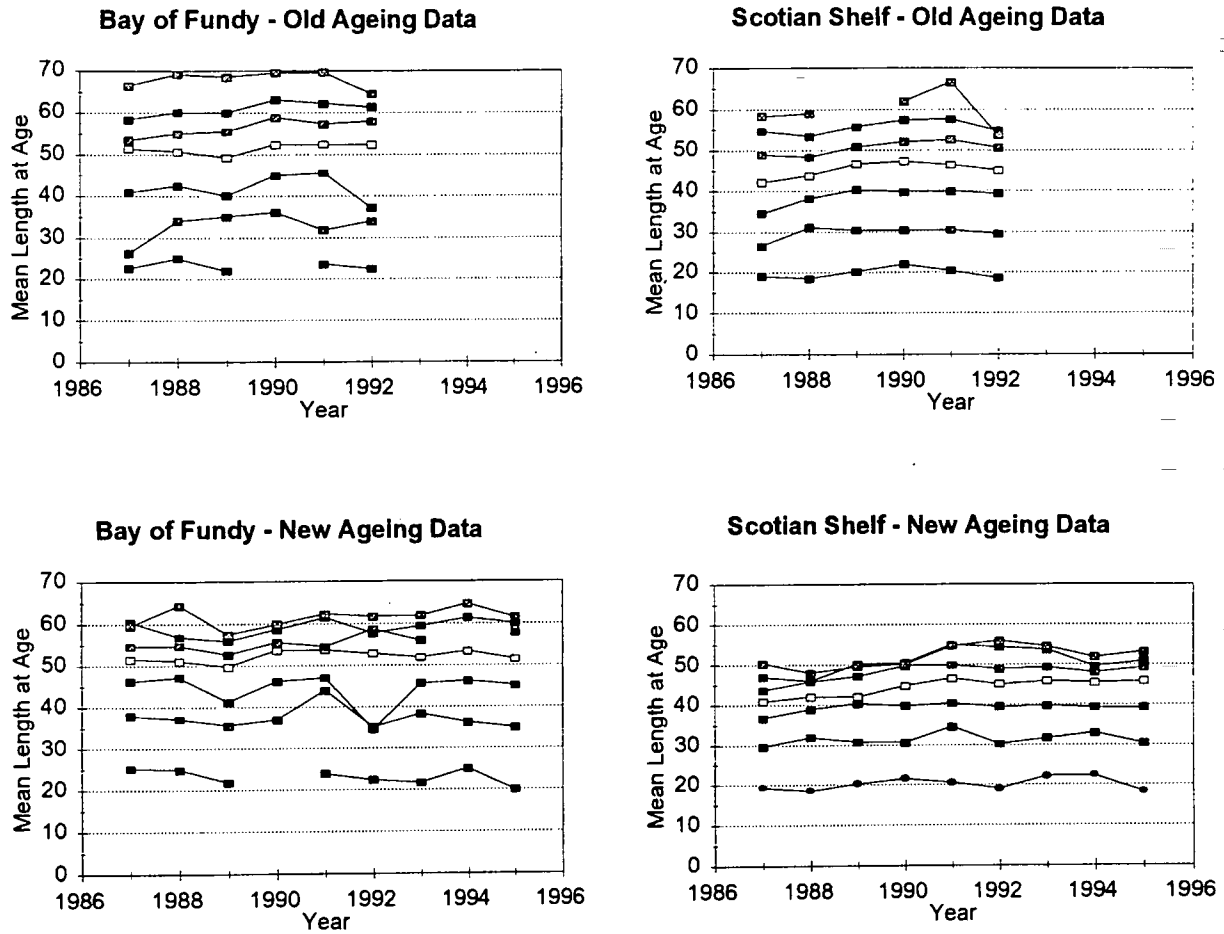 Bay of Fundy - Old Ageing Data
Mean Length at Age
70
60
50
40
30
20
10
0
1986 1988 1990 1992 1994 1996
Year
Scotian Shelf - Old Ageing Data
Mean Length at Age
70
60
50
40
30
20
10
0
1986 1988 1990 1992 1994 1996
Year
Bay of Fundy - New Ageing Data
Mean Length at Age
70
60
50
40
30
20
10
0
1986 1988 1990 1992 1994 1996
Year
Scotian Shelf - New Ageing Data
Mean Length at Age
70
60
50
40
30
20
10
0
1986 1988 1990 1992 1994 1996
Year